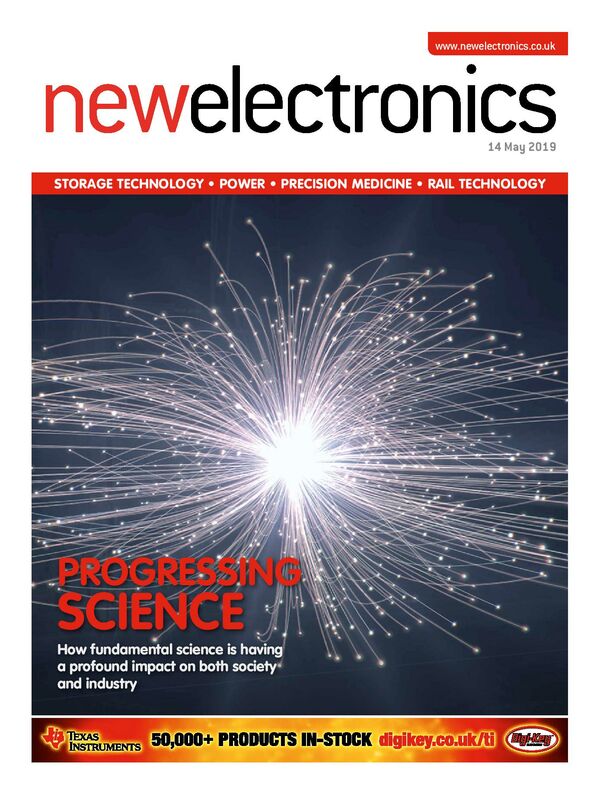 www.newelectronics.co.uk
newelectronics
14 May 2019
STORAGE TECHNOLOGY • POWER • PRECISION MEDICINE • RAIL TECHNOLOGY
PROGRESSING
SCIENCE
How fundamental science is having
a profound impact on both society
and industry
TEXAS
INSTRUMENTS
50,000+ PRODUCTS IN-STOCK digikey.co.uk/ti
Digi-Key